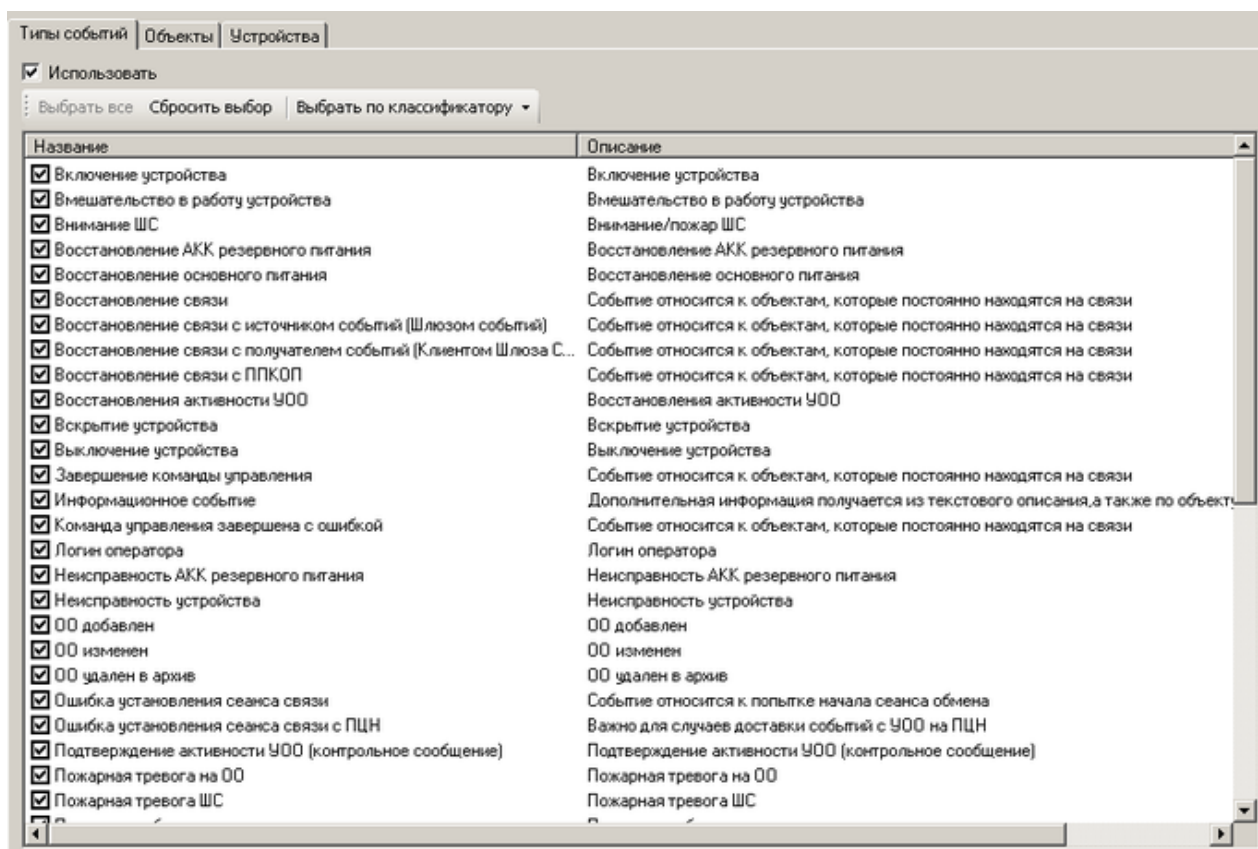 Типы событий Объекты Устройства
Использовать
Выбрать все Сбросить выбор Выбрать по классификатору
Название Описание
Включение устройства Включение устройства
Вмешательство в работу устройства Вмешательство в работу устройства
Внимание ШС Внимание/пожар ШС
Восстановление АКК резервного питания Восстановление АКК резервного питания
Восстановление основного питания Восстановление основного питания
Восстановление связи Событие относится к объектам, которые постоянно находятся на связи
Восстановление связи с источником событий (Шлюзом событий) Событие относится к объектам, которые постоянно находятся на связи
Восстановление связи с получателем событий (Клиентом Шлюза С... Событие относится к объектам, которые постоянно находятся на связи
Восстановление связи с ППКОП Событие относится к объектам, которые постоянно находятся на связи
Восстановления активности УОО Восстановления активности УОО
Вскрытие устройства Вскрытие устройства
Выключение устройства Выключение устройства
Завершение команды управления Событие относится к объектам, которые постоянно находятся на связи
Информационное событие Дополнительная информация получается из текстового описания,а также по объекту
Команда управления завершена с ошибкой Событие относится к объектам, которые постоянно находятся на связи
Логин оператора Логин оператора
Неисправность АКК резервного питания Неисправность АКК резервного питания
Неисправность устройства Неисправность устройства
ОО добавлен ОО добавлен
ОО изменен ОО изменен
ОО удален в архив ОО удален в архив
Ошибка установления сеанса связи Событие относится к попытке начала сеанса обмена
Ошибка установления сеанса связи с ПЦН Важно для случаев доставки событий с УОО на ПЦН
Подтверждение активности УОО (контрольное сообщение) Подтверждение активности УОО (контрольное сообщение)
Пожарная тревога на ОО Пожарная тревога на ОО
Пожарная тревога ШС Пожарная тревога ШС